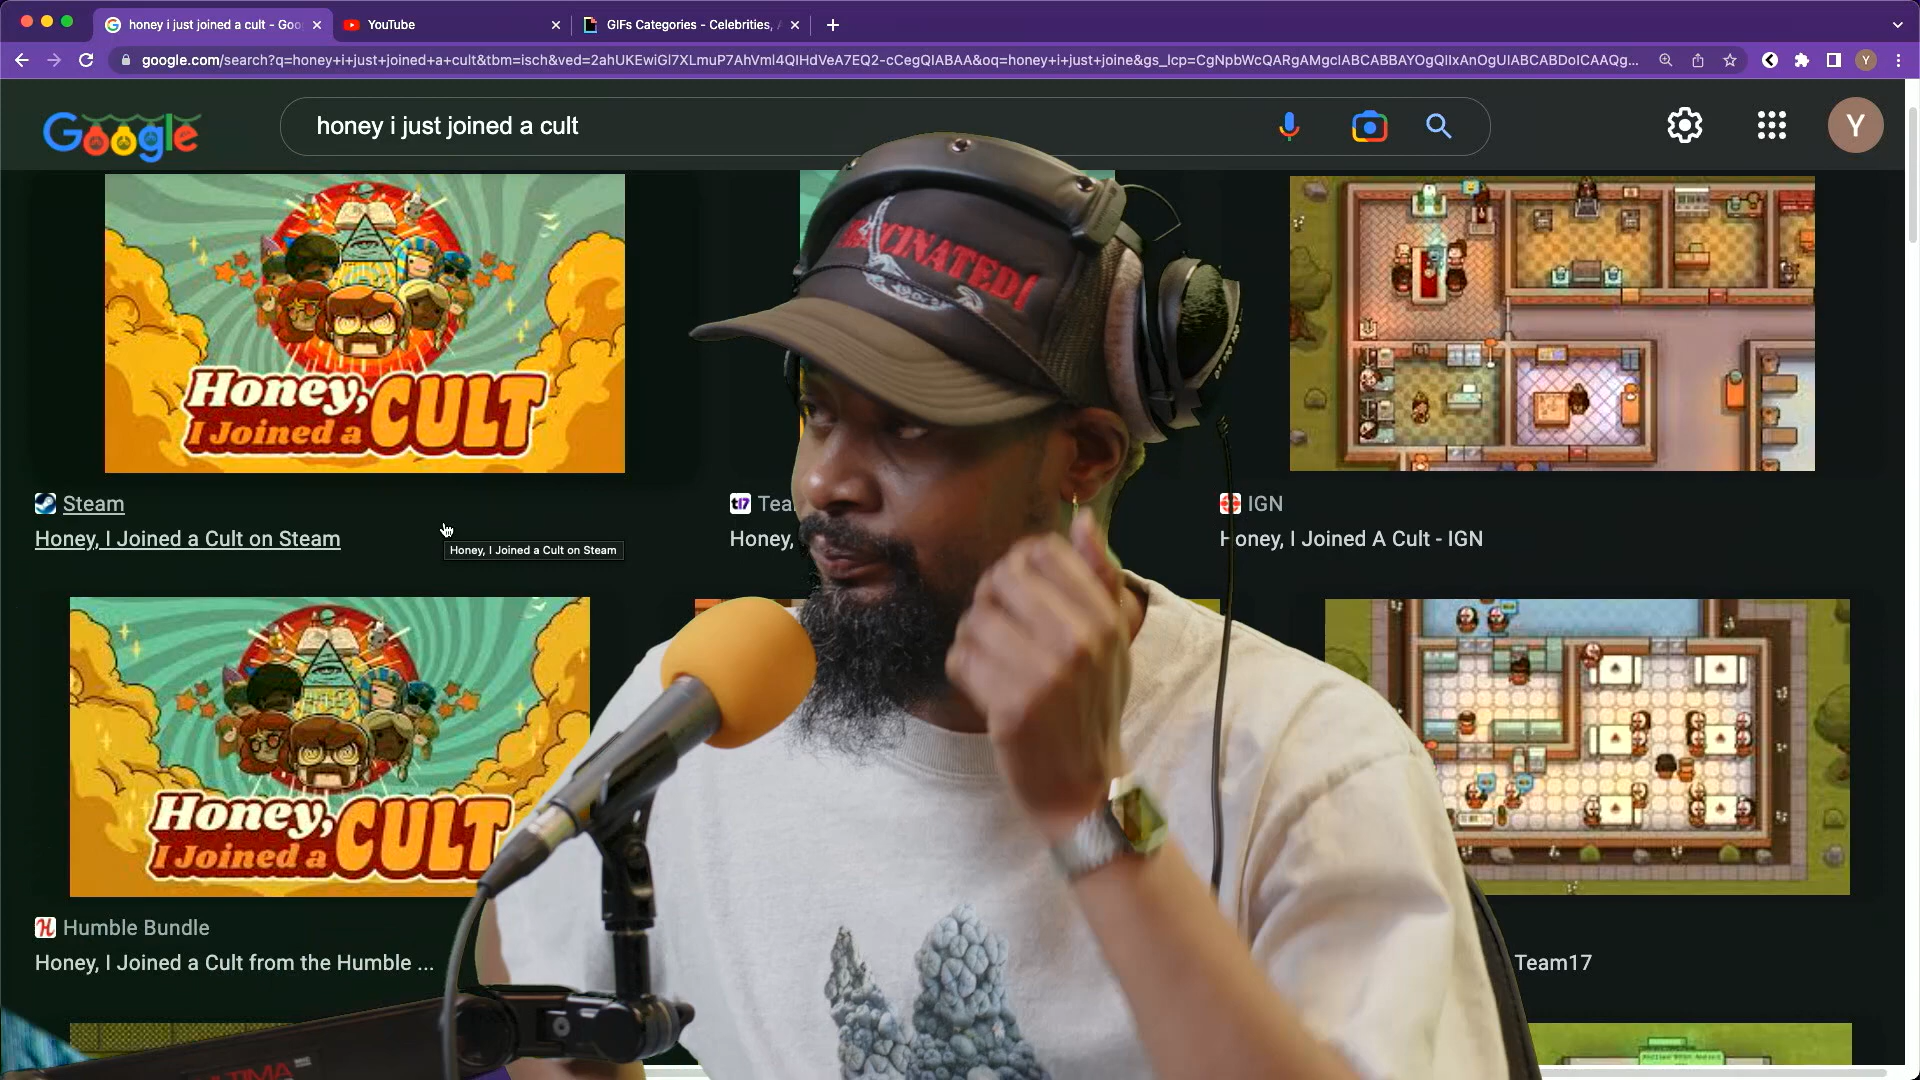 honey i just joined a cult - Goo
YouTube
GIFs Categories - Celebrities,
google.com/search?q=honey+i+just+joined+a+cult&tbm=isch&ved=2ahUKEwiGl7XLmuP7AhVml4QIHdVeA7EQ2-cCegQIABAA&oq=honey+i+just+joine&gs_lcp=CgNpbWcQARgAMgcIABCABBAYOgQIIxAnOgUIABCABDoICAAQg...
Y
Google
honey i just joined a cult
Y
Honey,
I Joined a CULT
Steam
t17
Honey, I Joined a Cult on Steam
Honey, I Joined a Cult on Steam
Honey,
IGN
Honey, I Joined A Cult - IGN
Honey,
I Joined a CULT
Humble Bundle
Honey, I Joined a Cult from the Humble ...
Team17